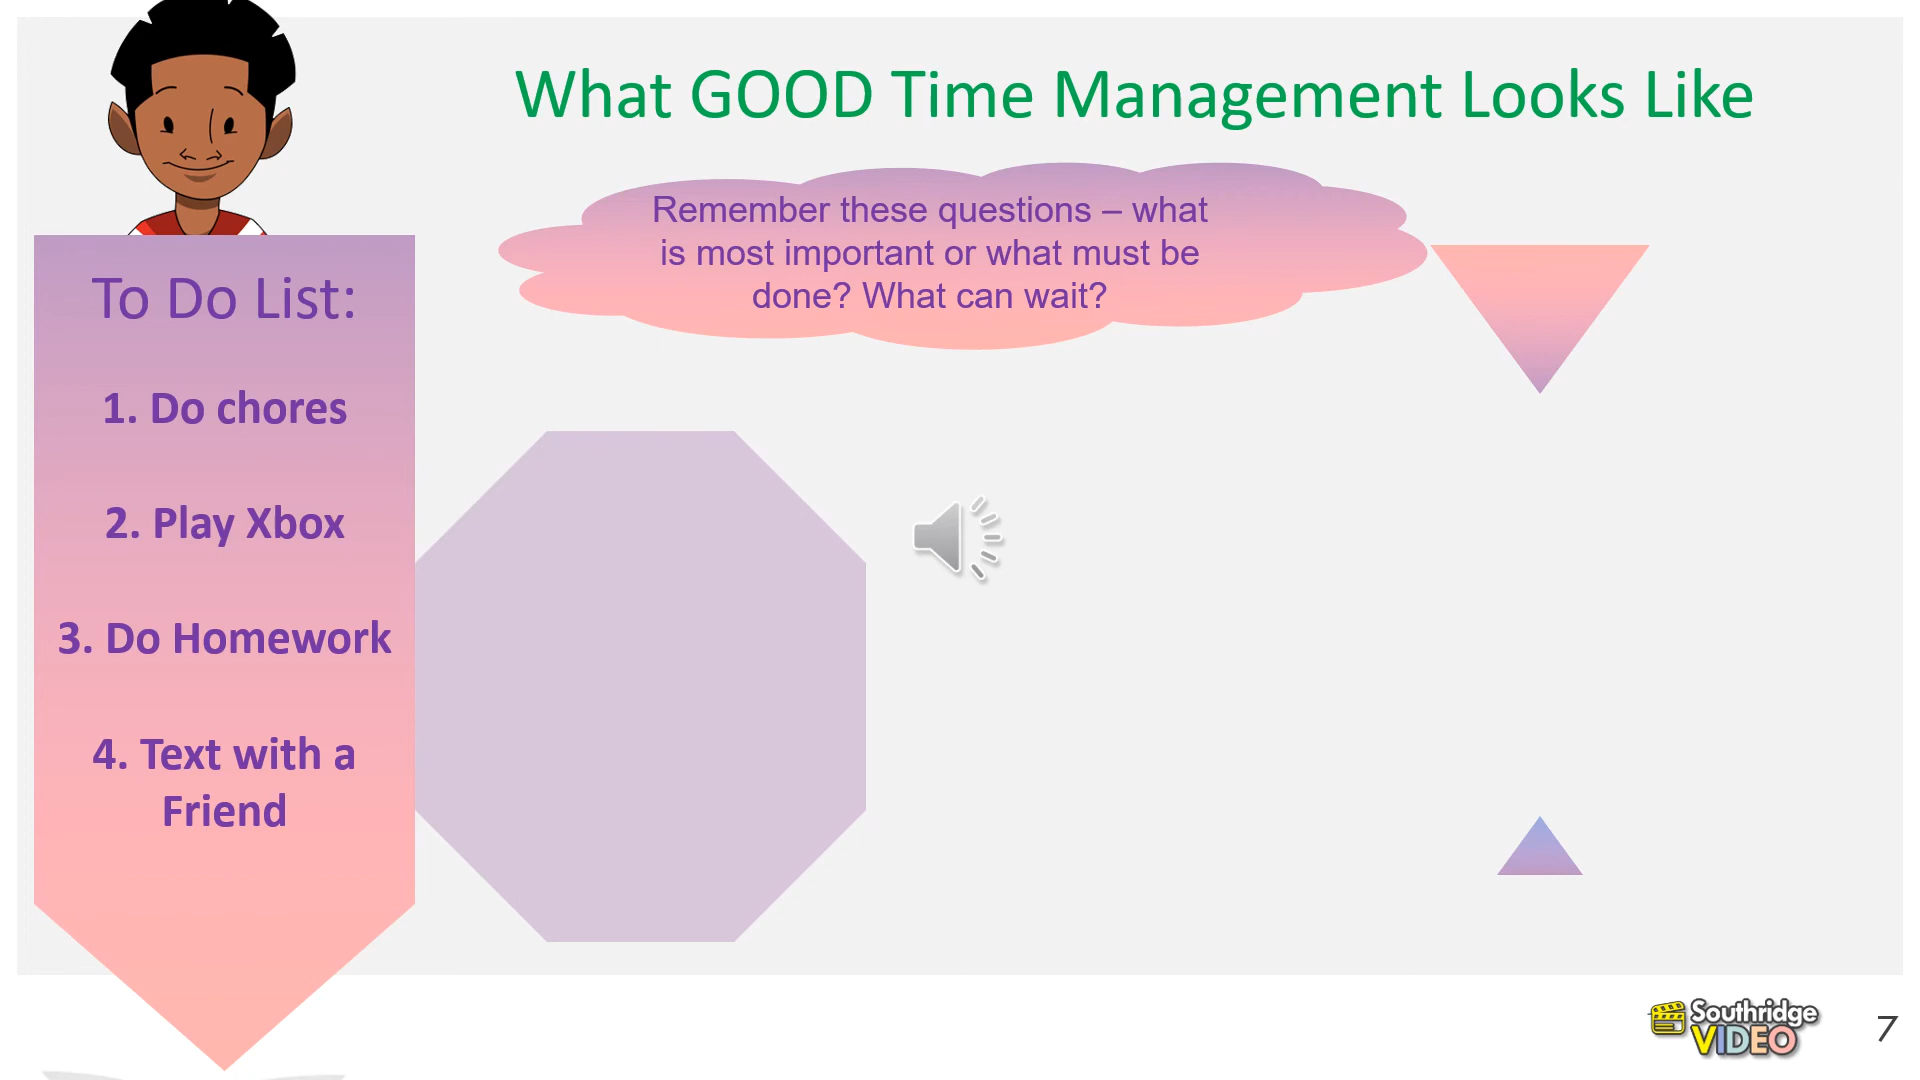 What GOOD Time Management Looks Like
Remember these questions – what
is most important or what must be
done? What can wait?
To Do List:
1. Do chores
2. Play Xbox
3. Do Homework
4. Text with a
Friend
Southridge
VIDEO
7